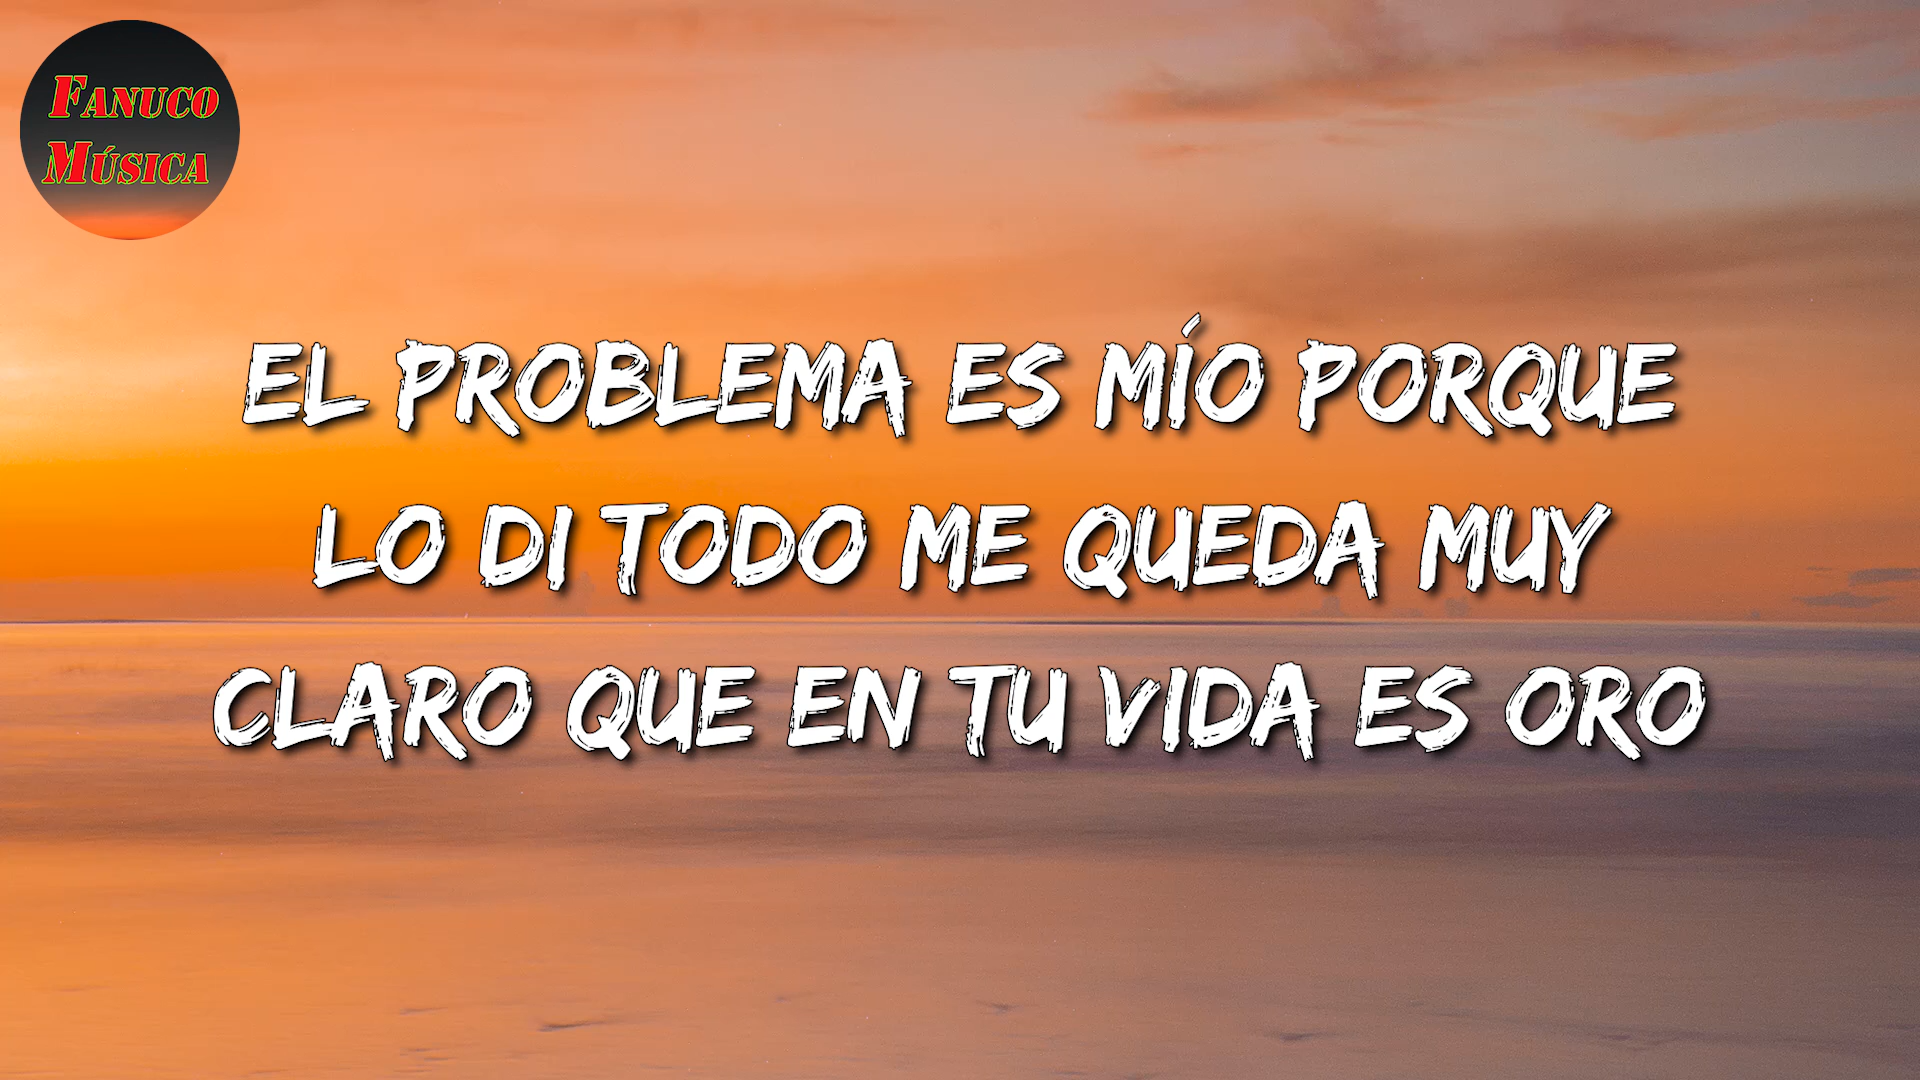 FANUCO
MÚSICA
EL PROBLEMA ES MÍO PORQUE
LO DI TODO ME QUEDA MUY
CLARO QUE EN TU VIDA ES ORO